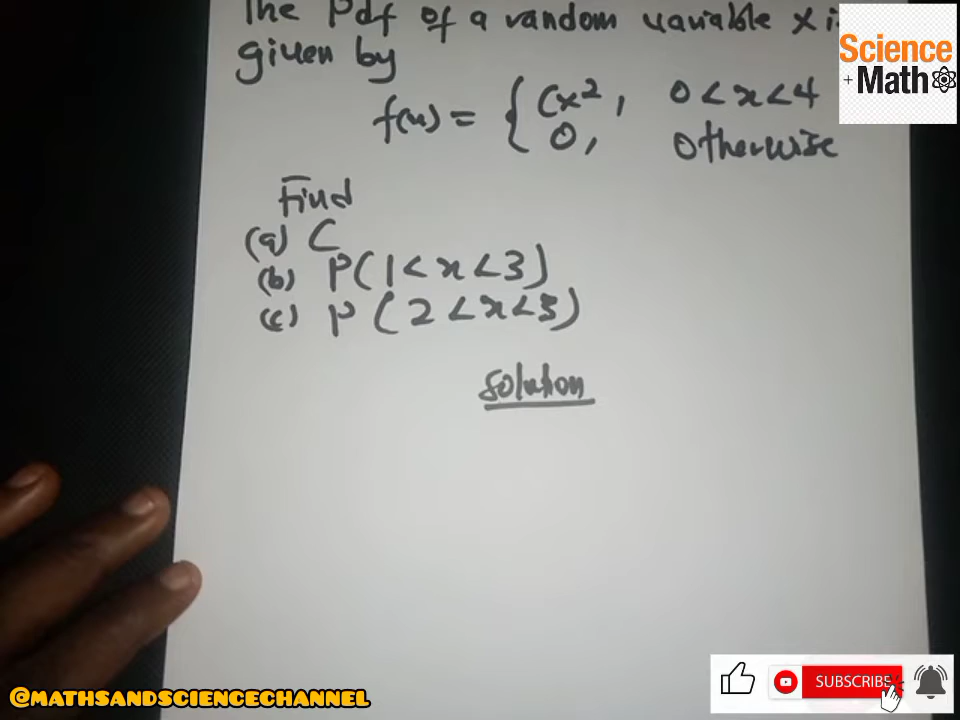 The Pdf of a random variable X i
given by
f(x) = { Cx², 0 < x < 4
0, otherwise
Find
(a) C
(b) P(1 < x < 3)
(c) P(2 < x < 3)
Solution
Science
+Math
SUBSCRIBE
@MATHSANDSCIENCECHANNEL